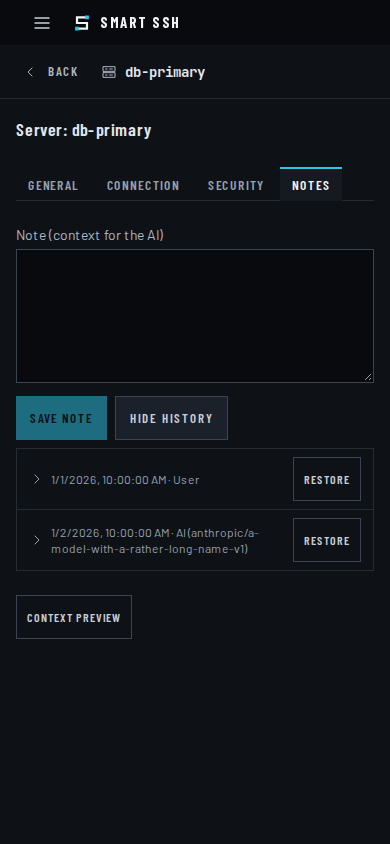 SMART SSH
BACK
db-primary
Server: db-primary
GENERAL
CONNECTION
SECURITY
NOTES
Note (context for the AI)
SAVE NOTE
HIDE HISTORY
1/1/2026, 10:00:00 AM · User
RESTORE
1/2/2026, 10:00:00 AM · AI (anthropic/a-
model-with-a-rather-long-name-v1)
RESTORE
CONTEXT PREVIEW